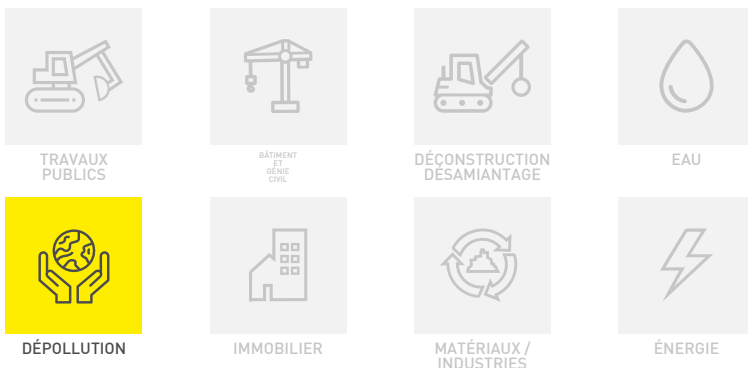 TRAVAUX
PUBLICS
BÂTIMENT
ET
GÉNIE
CIVIL
DÉCONSTRUCTION
DÉSAMIANTAGE
EAU
DÉPOLLUTION
IMMOBILIER
MATÉRIAUX /
INDUSTRIES
ÉNERGIE